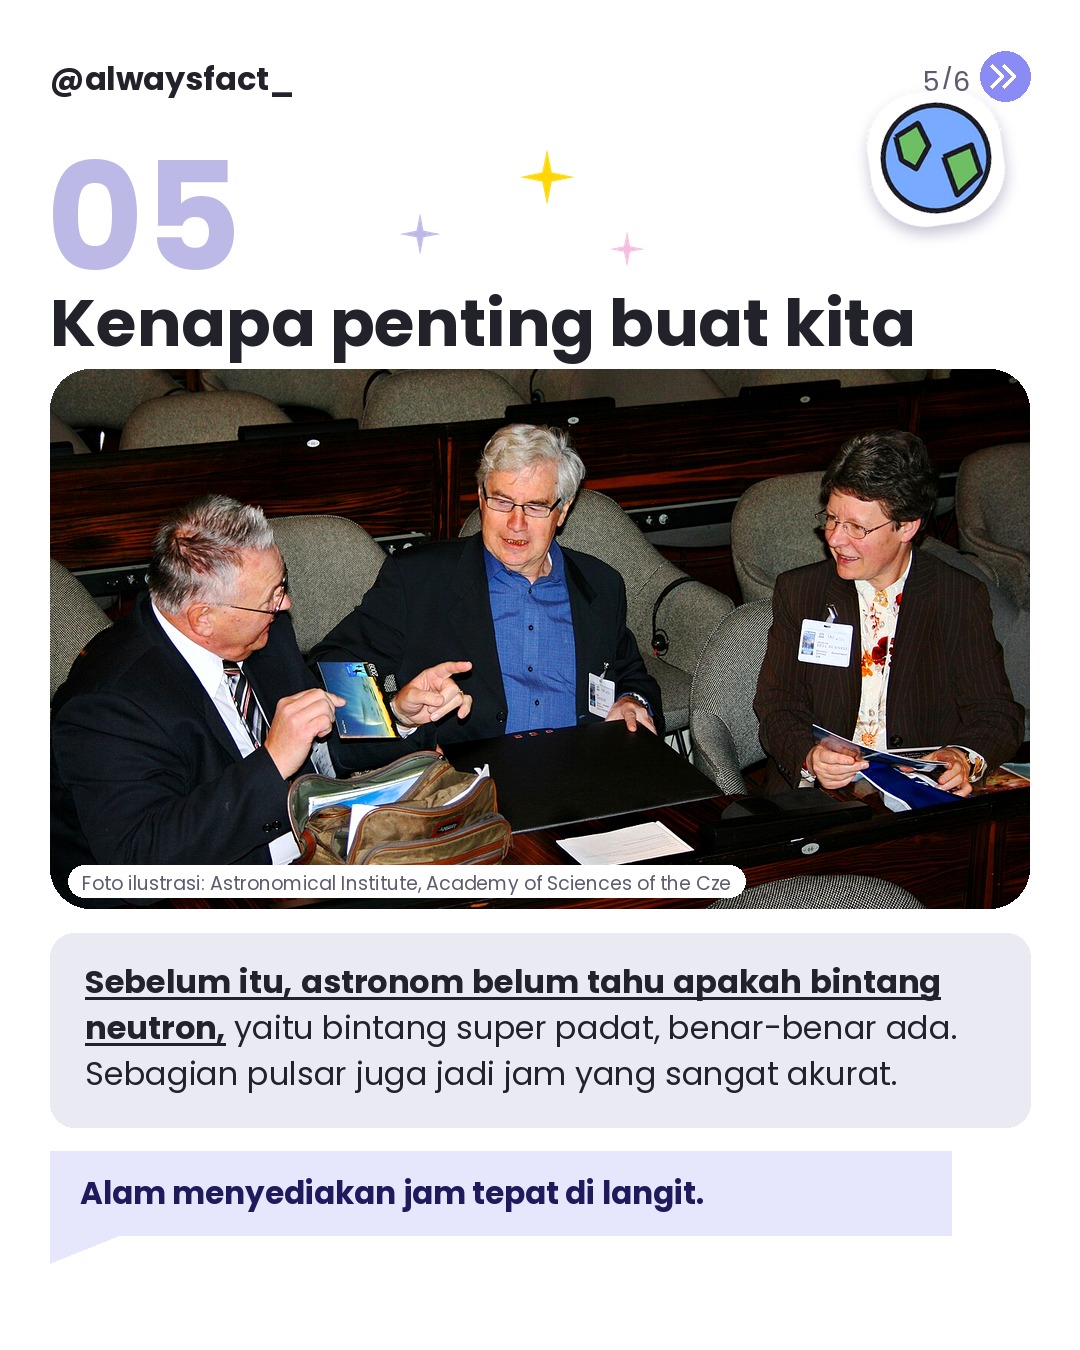 @alwaysfact_
5/6
05
Kenapa penting buat kita
Foto ilustrasi: Astronomical Institute, Academy of Sciences of the Cze
Sebelum itu, astronom belum tahu apakah bintang
neutron, yaitu bintang super padat, benar-benar ada.
Sebagian pulsar juga jadi jam yang sangat akurat.
Alam menyediakan jam tepat di langit.